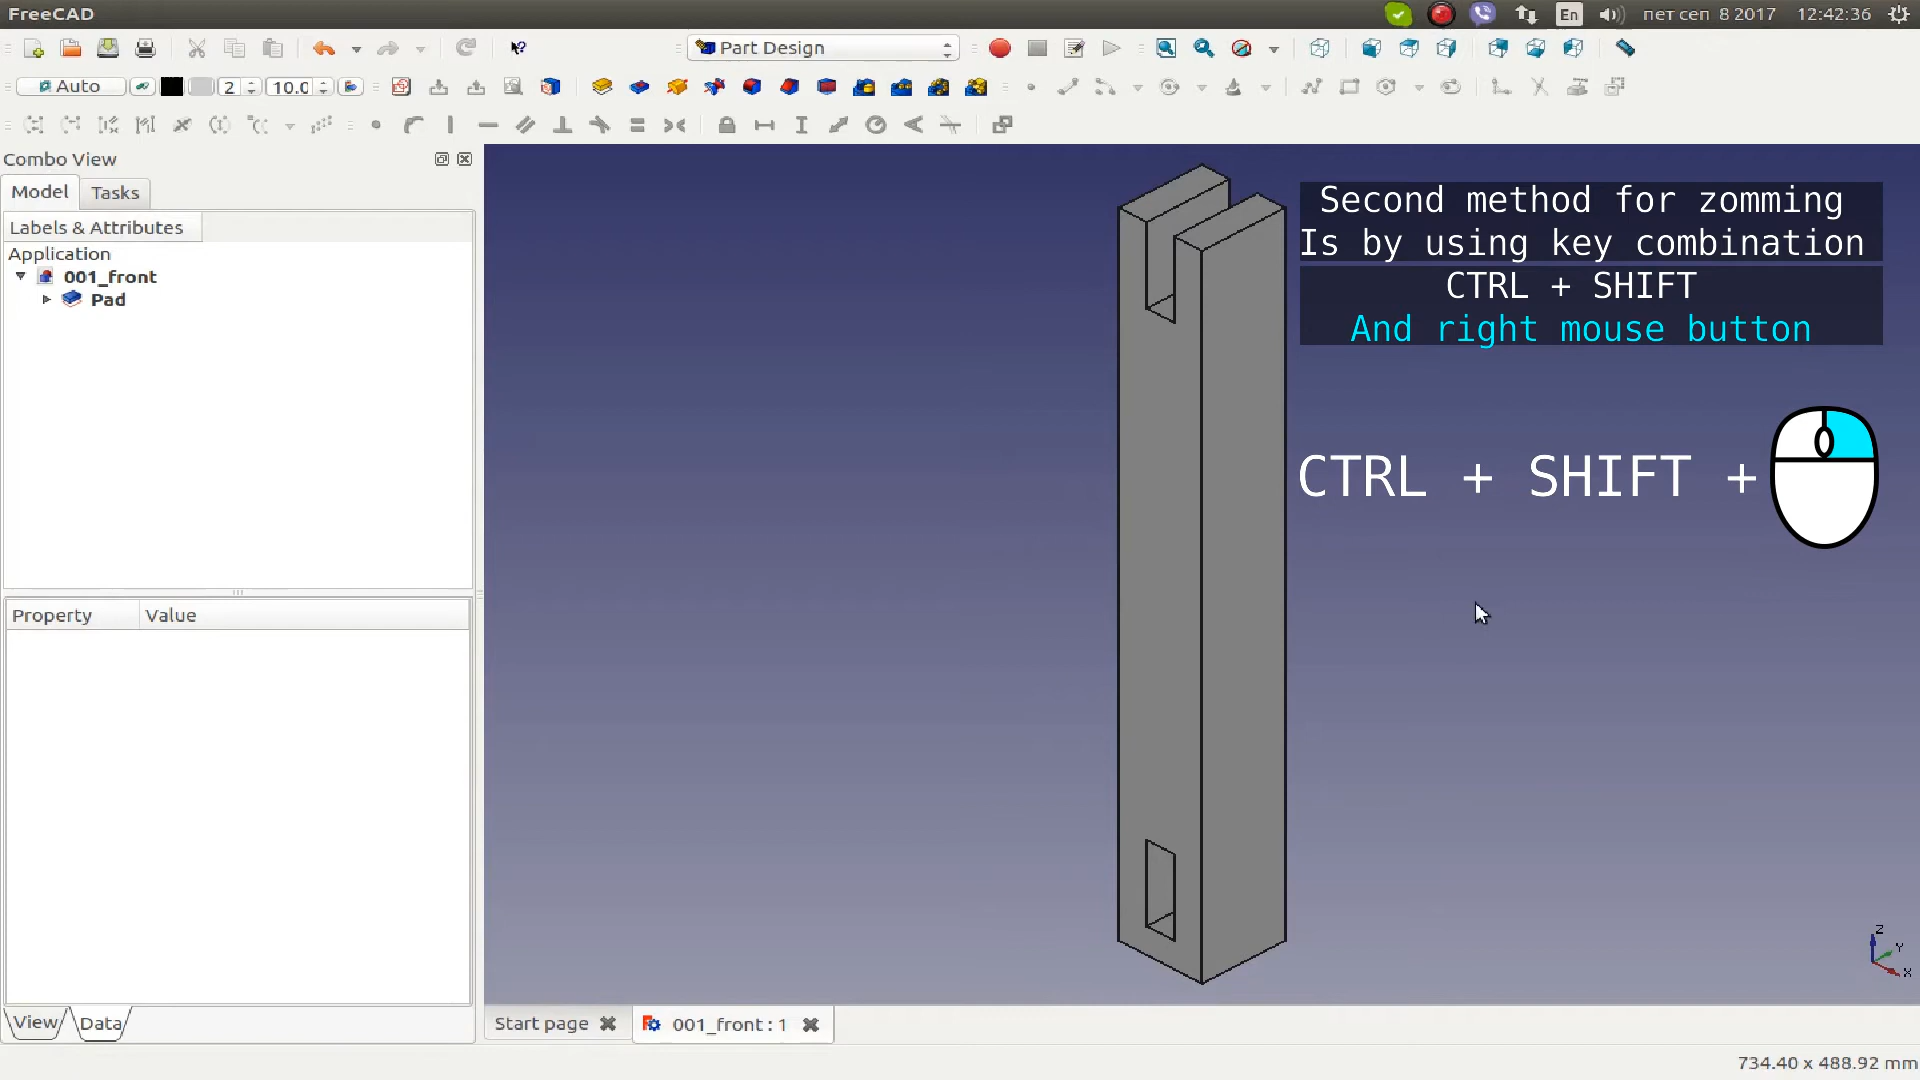 FreeCAD
En
пет сеп 8 2017 12:42:36
Part Design
Auto
2
10.0
Combo View
Model Tasks
Labels & Attributes
Application
001_front
Pad
Property Value
View Data
Second method for zomming
Is by using key combination
CTRL + SHIFT
And right mouse button
CTRL + SHIFT +
Z
Y
X
Start page 001_front : 1
734.40 x 488.92 mm